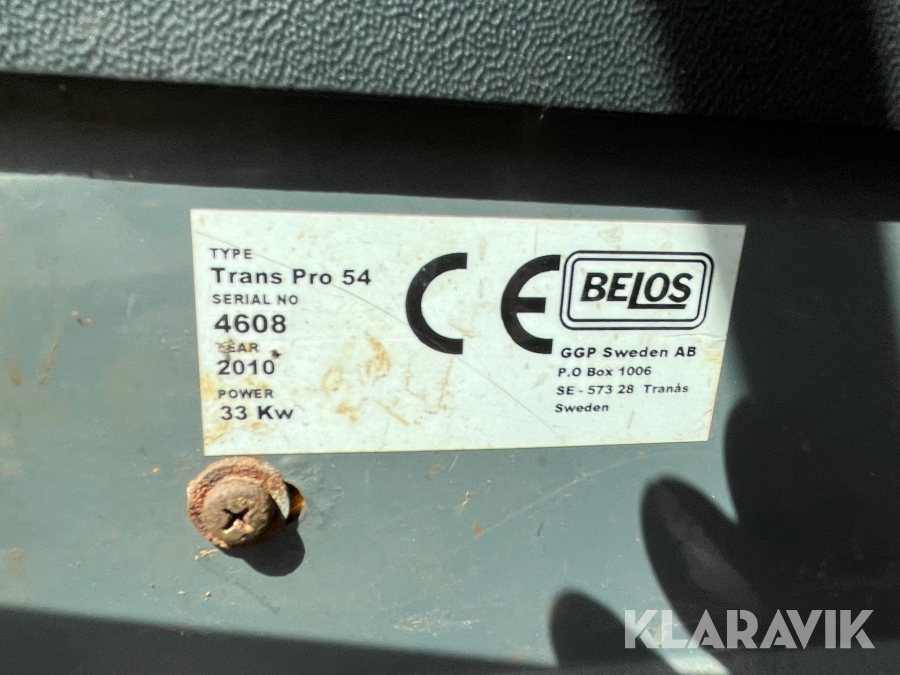 TYPE
Trans Pro 54
SERIAL NO
4608
YEAR
2010
POWER
33 Kw
CE
BELOS
GGP Sweden AB
P.O Box 1006
SE - 573 28 Tranås
Sweden
KLARAVIK